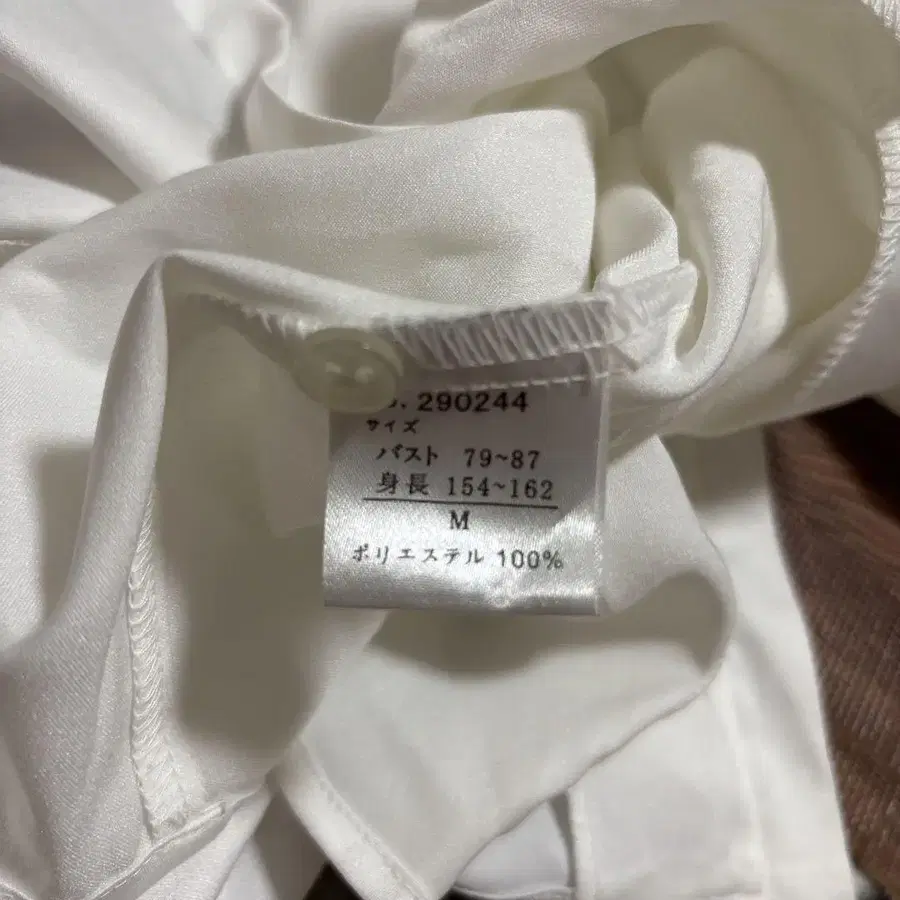 . 290244
サイズ
バスト 79~87
身長 154~162
M
ポリエステル 100%